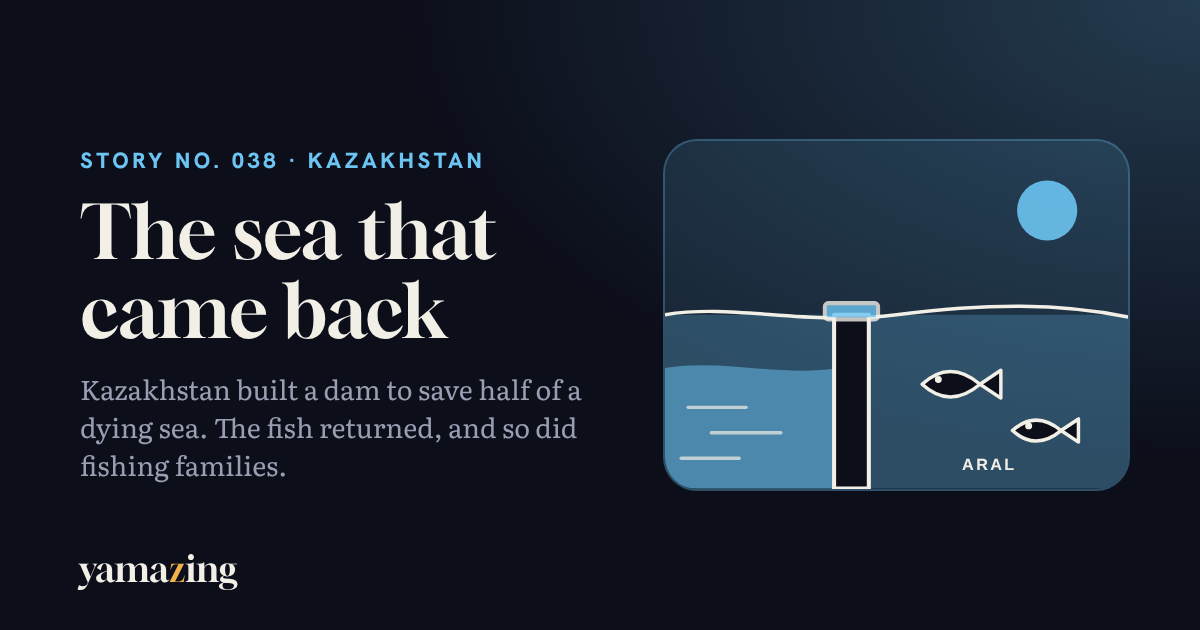 STORY NO. 038 · KAZAKHSTAN
The sea that
came back
Kazakhstan built a dam to save half of a
dying sea. The fish returned, and so did
fishing families.
ARAL
yamazing